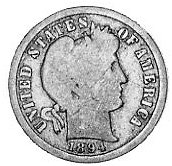 UNITED STATES OF AMERICA
1894